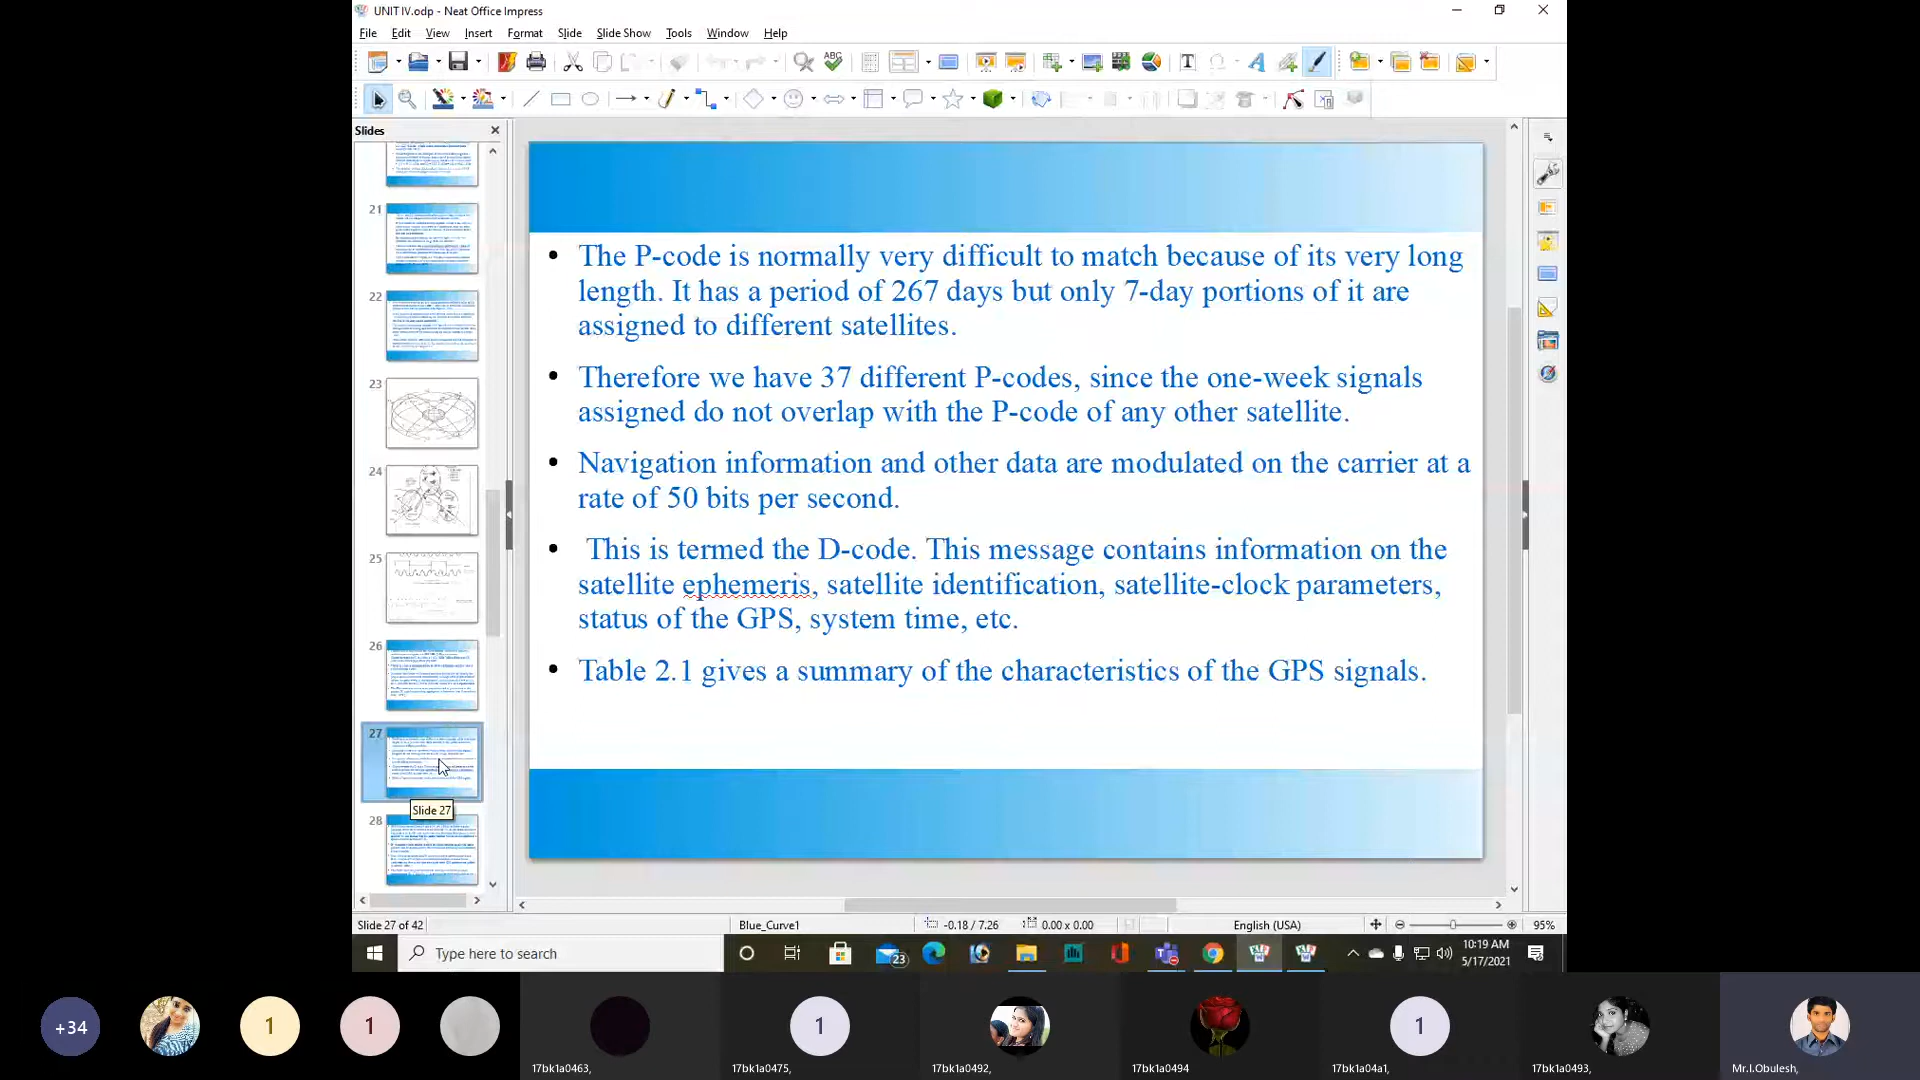 UNIT IV.odp - Neat Office Impress
File Edit View Insert Format Slide Slide Show Tools Window Help
Slides
21
22
23
24
25
26
27
Slide 27
28
• The P-code is normally very difficult to match because of its very long
length. It has a period of 267 days but only 7-day portions of it are
assigned to different satellites.
• Therefore we have 37 different P-codes, since the one-week signals
assigned do not overlap with the P-code of any other satellite.
• Navigation information and other data are modulated on the carrier at a
rate of 50 bits per second.
• This is termed the D-code. This message contains information on the
satellite ephemeris, satellite identification, satellite-clock parameters,
status of the GPS, system time, etc.
• Table 2.1 gives a summary of the characteristics of the GPS signals.
Slide 27 of 42 Blue_Curve1 -0.18 / 7.26 0.00 x 0.00 English (USA) 95%
Type here to search
23
10:19 AM
5/17/2021
+34 1 1 1 1
17bk1a0463, 17bk1a0475, 17bk1a0492, 17bk1a0494 17bk1a04a1, 17bk1a0493, Mr.I.Obulesh,